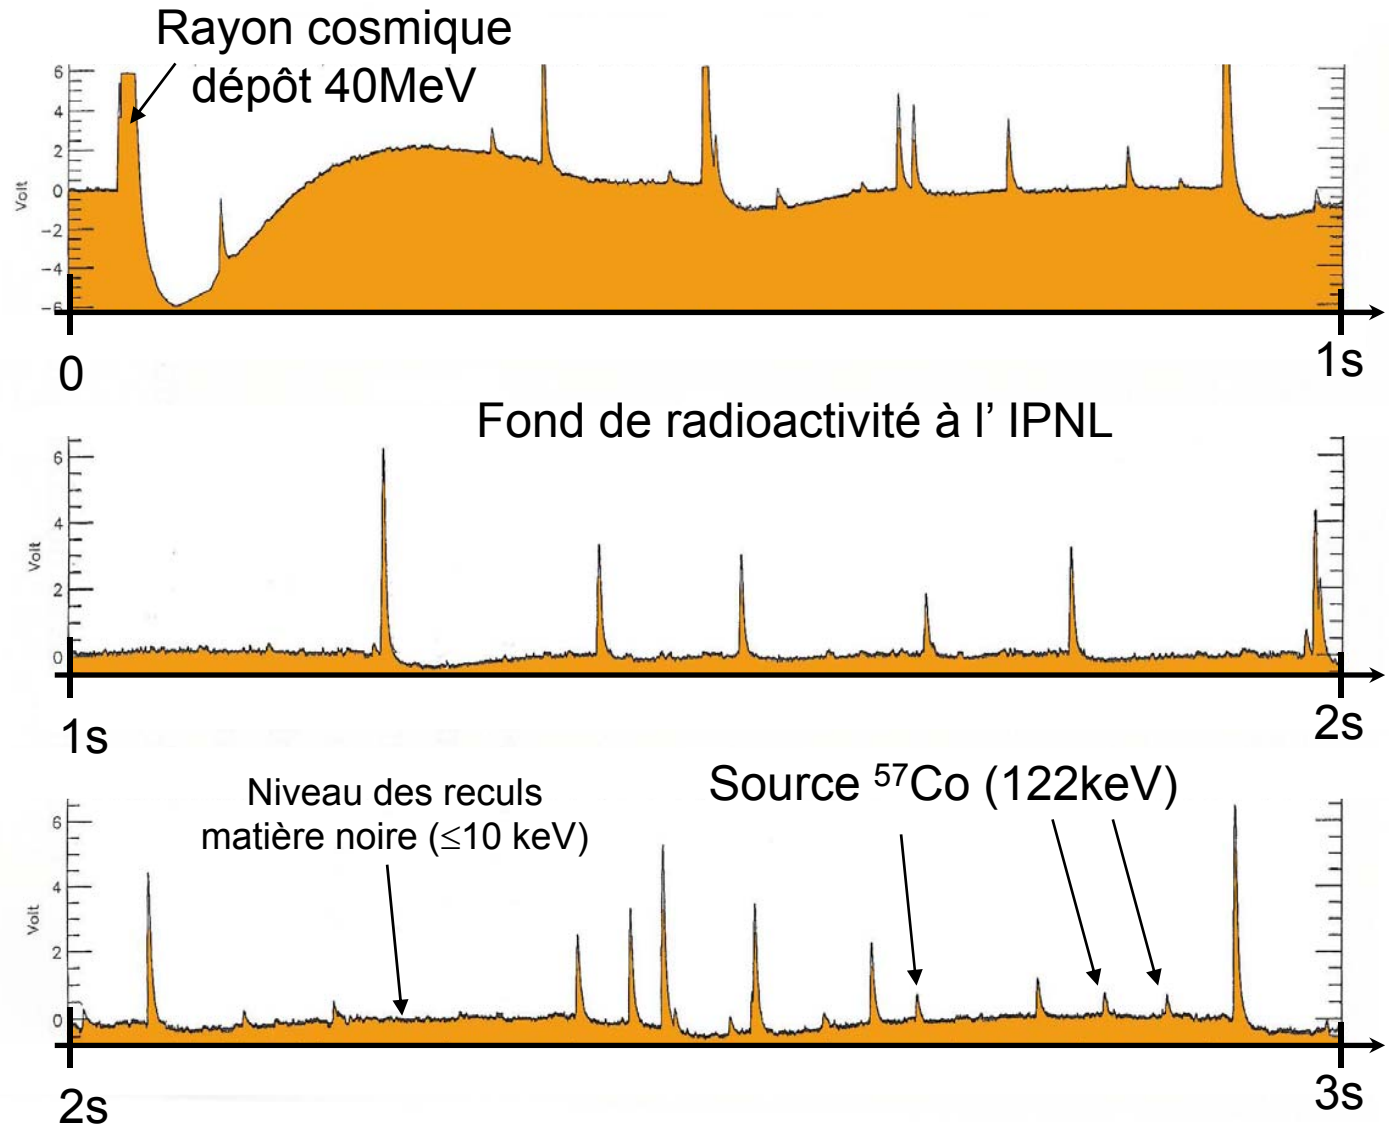 Rayon cosmique
dépôt 40MeV
6
4
2
0
−2
−4
−6
Volt
0
1s
Fond de radioactivité à l’ IPNL
6
4
2
0
Volt
1s
2s
Niveau des reculs
matière noire (≤10 keV)
Source ⁵⁷Co (122keV)
6
4
2
0
Volt
2s
3s